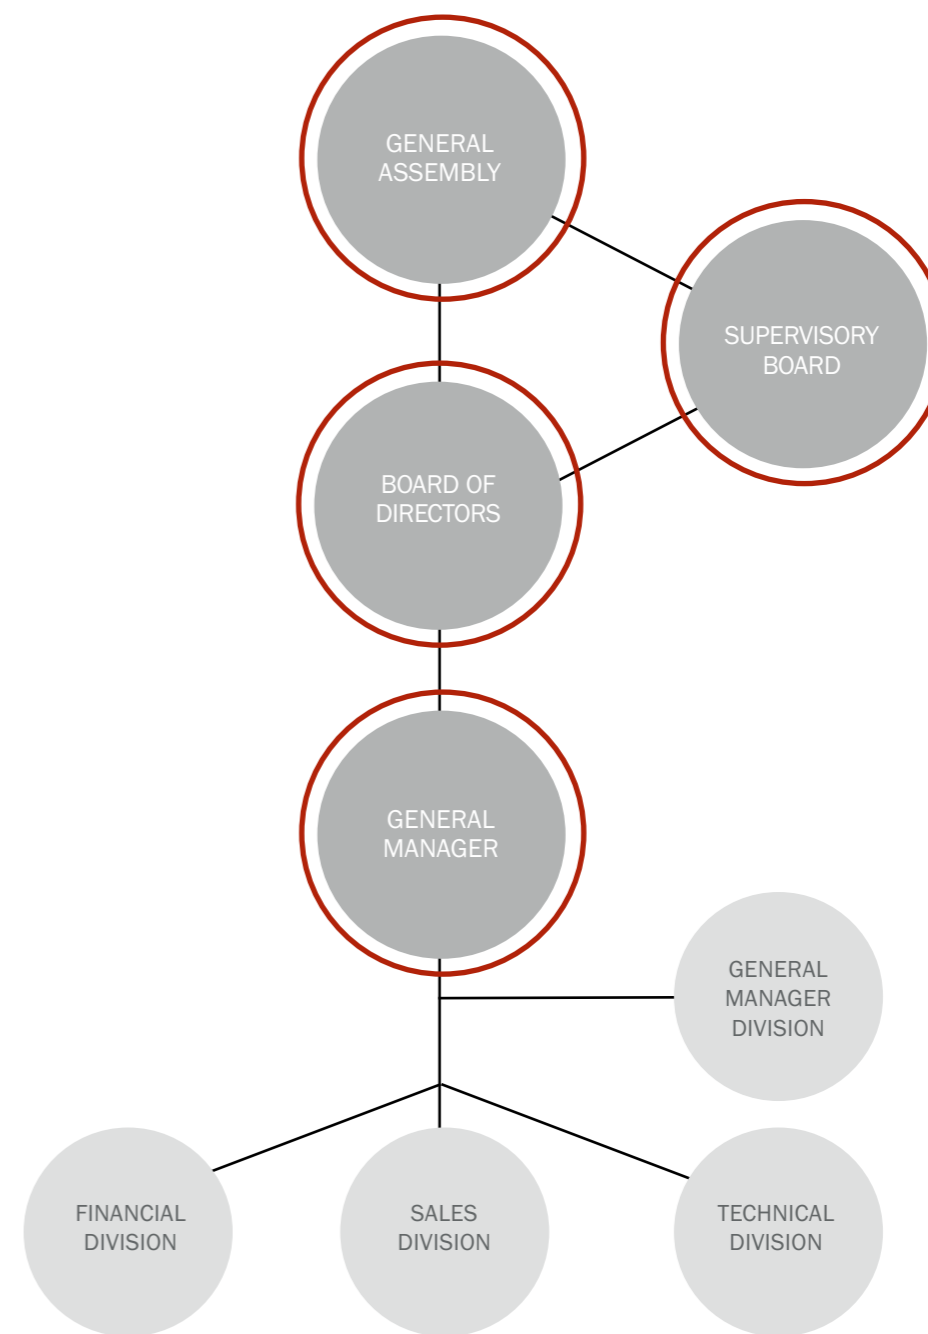 GENERAL
ASSEMBLY
SUPERVISORY
BOARD
BOARD OF
DIRECTORS
GENERAL
MANAGER
GENERAL
MANAGER
DIVISION
FINANCIAL
DIVISION
SALES
DIVISION
TECHNICAL
DIVISION